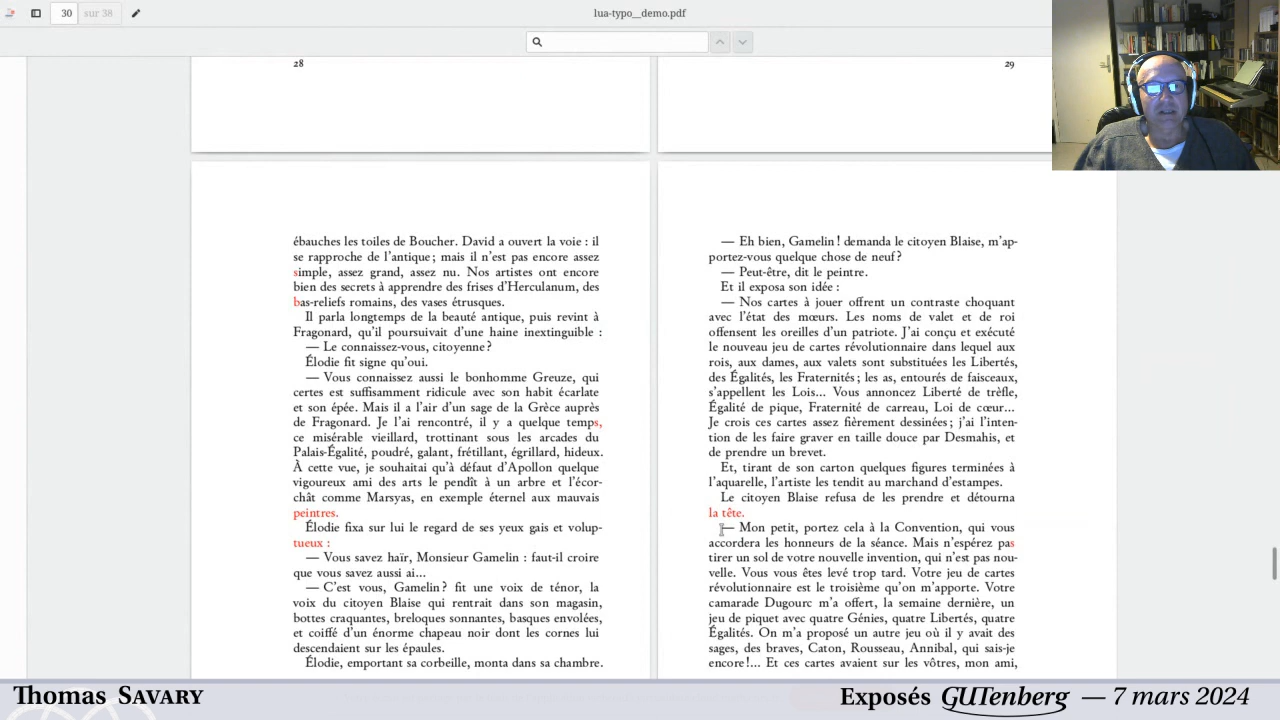 30
sur 38
lua-typo__demo.pdf
28
29
ébauches les toiles de Boucher. David a ouvert la voie : il
se rapproche de l'antique ; mais il n'est pas encore assez
simple, assez grand, assez nu. Nos artistes ont encore
bien des secrets à apprendre des frises d'Herculanum, des
bas-reliefs romains, des vases étrusques.
Il parla longtemps de la beauté antique, puis revint à
Fragonard, qu'il poursuivait d'une haine inextinguible :
— Le connaissez-vous, citoyenne ?
Élodie fit signe qu'oui.
— Vous connaissez aussi le bonhomme Greuze, qui
certes est suffisamment ridicule avec son habit écarlate
et son épée. Mais il a l'air d'un sage de la Grèce auprès
de Fragonard. Je l'ai rencontré, il y a quelque temps,
ce misérable vieillard, trottinant sous les arcades du
Palais-Égalité, poudré, galant, frétillant, égrillard, hideux.
À cette vue, je souhaitai qu'à défaut d'Apollon quelque
vigoureux ami des arts le pendît à un arbre et l'écor-
chât comme Marsyas, en exemple éternel aux mauvais
peintres.
Élodie fixa sur lui le regard de ses yeux gais et volup-
tueux :
— Vous savez haïr, Monsieur Gamelin : faut-il croire
que vous savez aussi ai…
— C'est vous, Gamelin ? fit une voix de ténor, la
voix du citoyen Blaise qui rentrait dans son magasin,
bottes craquantes, breloques sonnantes, basques envolées,
et coiffé d'un énorme chapeau noir dont les cornes lui
descendaient sur les épaules.
Élodie, emportant sa corbeille, monta dans sa chambre.
— Eh bien, Gamelin ! demanda le citoyen Blaise, m'ap-
portez-vous quelque chose de neuf ?
— Peut-être, dit le peintre.
Et il exposa son idée :
— Nos cartes à jouer offrent un contraste choquant
avec l'état des mœurs. Les noms de valet et de roi
offensent les oreilles d'un patriote. J'ai conçu et exécuté
le nouveau jeu de cartes révolutionnaire dans lequel aux
rois, aux dames, aux valets sont substituées les Libertés,
des Égalités, les Fraternités ; les as, entourés de faisceaux,
s'appellent les Lois… Vous annoncez Liberté de trèfle,
Égalité de pique, Fraternité de carreau, Loi de cœur…
Je crois ces cartes assez fièrement dessinées ; j'ai l'inten-
tion de les faire graver en taille douce par Desmahis, et
de prendre un brevet.
Et, tirant de son carton quelques figures terminées à
l'aquarelle, l'artiste les tendit au marchand d'estampes.
Le citoyen Blaise refusa de les prendre et détourna
la tête.
— Mon petit, portez cela à la Convention, qui vous
accordera les honneurs de la séance. Mais n'espérez pas
tirer un sol de votre nouvelle invention, qui n'est pas nou-
velle. Vous vous êtes levé trop tard. Votre jeu de cartes
révolutionnaire est le troisième qu'on m'apporte. Votre
camarade Dugourc m'a offert, la semaine dernière, un
jeu de piquet avec quatre Génies, quatre Libertés, quatre
Égalités. On m'a proposé un autre jeu où il y avait des
sages, des braves, Caton, Rousseau, Annibal, qui sais-je
encore !… Et ces cartes avaient sur les vôtres, mon ami,
Thomas SAVARY
Exposés GUTenberg — 7 mars 2024